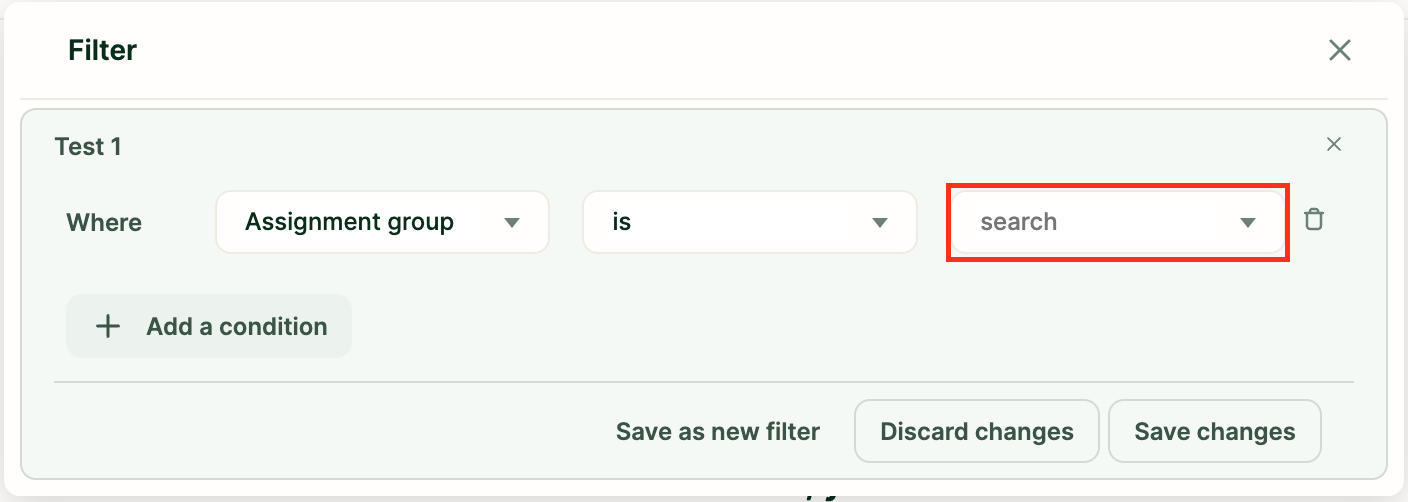 Filter
Test 1
Where Assignment group is search
Add a condition
Save as new filter Discard changes Save changes